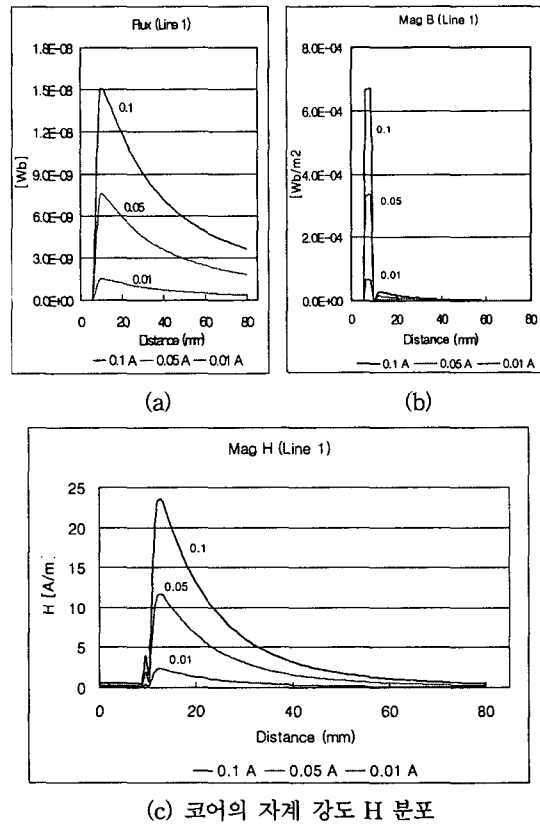 Flux (Line 1)
1.8E-08
1.5E-08
1.2E-08
9.0E-09
6.0E-09
3.0E-09
0.0E+00
[Wb]
0.1
0.05
0.01
0 20 40 60 80
Distance (mm)
0.1 A 0.05 A 0.01 A
(a)
Mag B (Line 1)
8.0E-04
6.0E-04
4.0E-04
2.0E-04
0.0E+00
[Wb/m2
0.1
0.05
0.01
0 20 40 60 80
Distance (mm)
0.1 A 0.05 A 0.01 A
(b)
Mag H (Line 1)
25
20
15
10
5
0
H [A/m]
0.1
0.05
0.01
0 20 40 60 80
Distance (mm)
0.1 A 0.05 A 0.01 A
(c) 코어의 자계 강도 H 분포